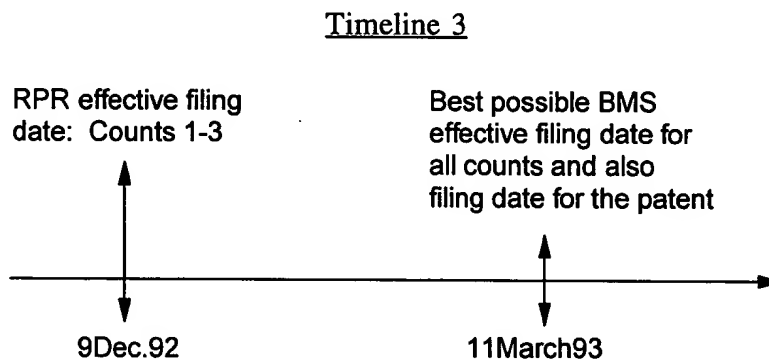 Timeline 3
RPR effective filing
date: Counts 1-3
Best possible BMS
effective filing date for
all counts and also
filing date for the patent
9Dec.92
11March93